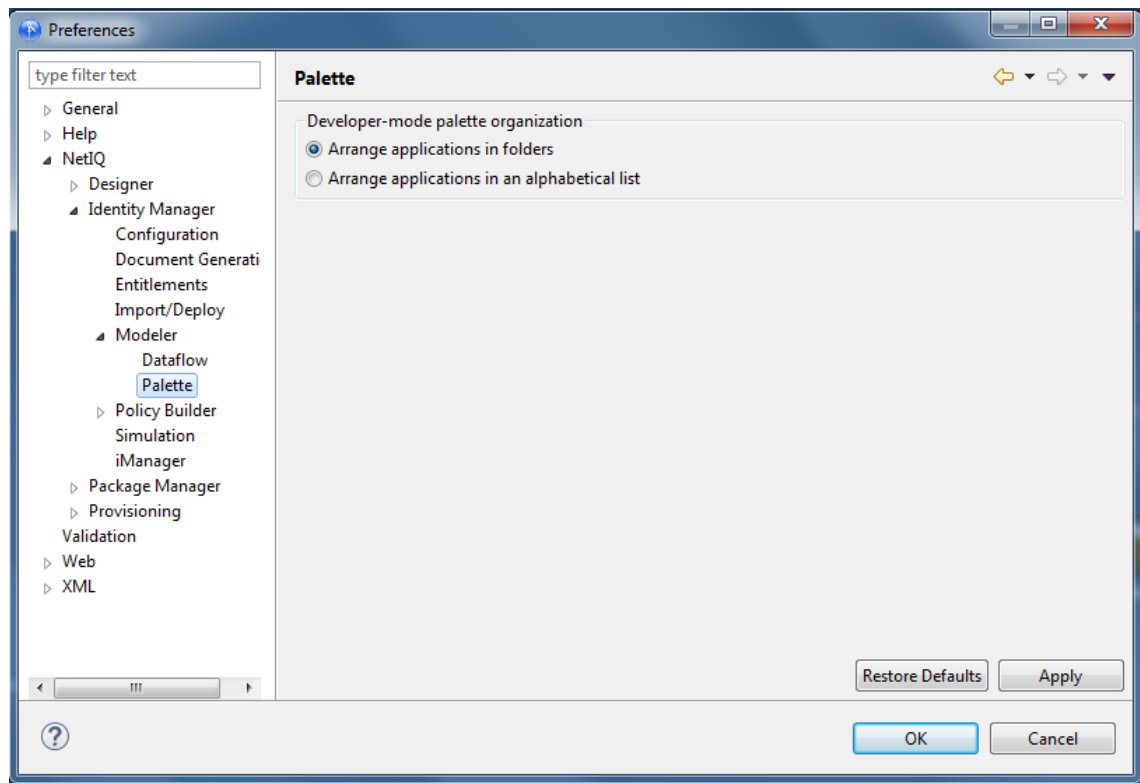 Preferences
type filter text
General
Help
NetIQ
Designer
Identity Manager
Configuration
Document Generati
Entitlements
Import/Deploy
Modeler
Dataflow
Palette
Policy Builder
Simulation
iManager
Package Manager
Provisioning
Validation
Web
XML
Palette
Developer-mode palette organization
Arrange applications in folders
Arrange applications in an alphabetical list
Restore Defaults
Apply
OK
Cancel